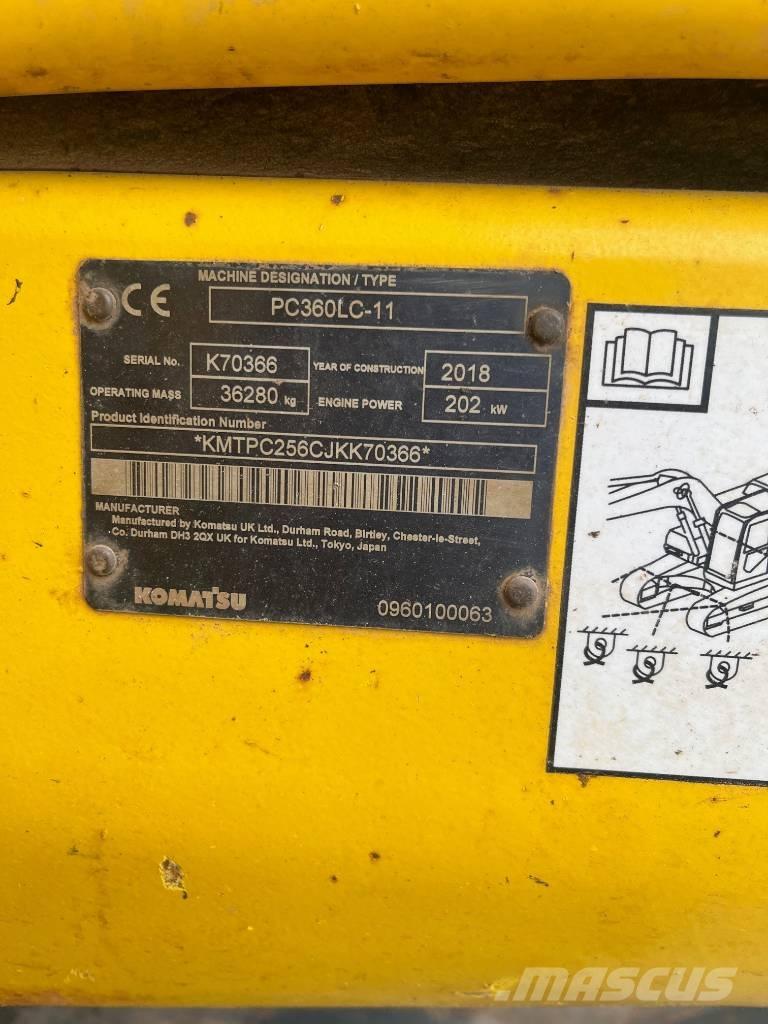 MACHINE DESIGNATION / TYPE
CE
PC360LC-11
SERIAL No. K70366 YEAR OF CONSTRUCTION 2018
OPERATING MASS 36280 kg ENGINE POWER 202 kW
Product Identification Number
*KMTPC256CJKK70366*
MANUFACTURER
Manufactured by Komatsu UK Ltd., Durham Road, Birtley, Chester-le-Street,
Co. Durham DH3 2QX UK for Komatsu Ltd., Tokyo, Japan
KOMATSU 0960100063
MASCUS